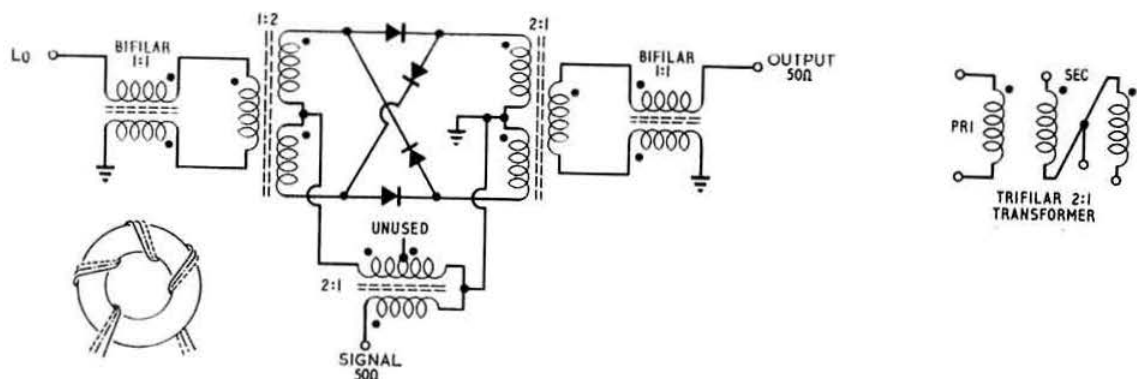 LO
BIFILAR
1:1
1:2
2:1
BIFILAR
1:1
OUTPUT
50Ω
UNUSED
2:1
SIGNAL
50Ω
PRI
SEC
TRIFILAR 2:1
TRANSFORMER